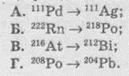 А. ¹¹¹Pd → ¹¹¹Ag;
Б. ²²²Rn → ²¹⁸Po;
В. ²¹⁶At → ²¹²Bi;
Г. ²⁰⁸Po → ²⁰⁴Pb.